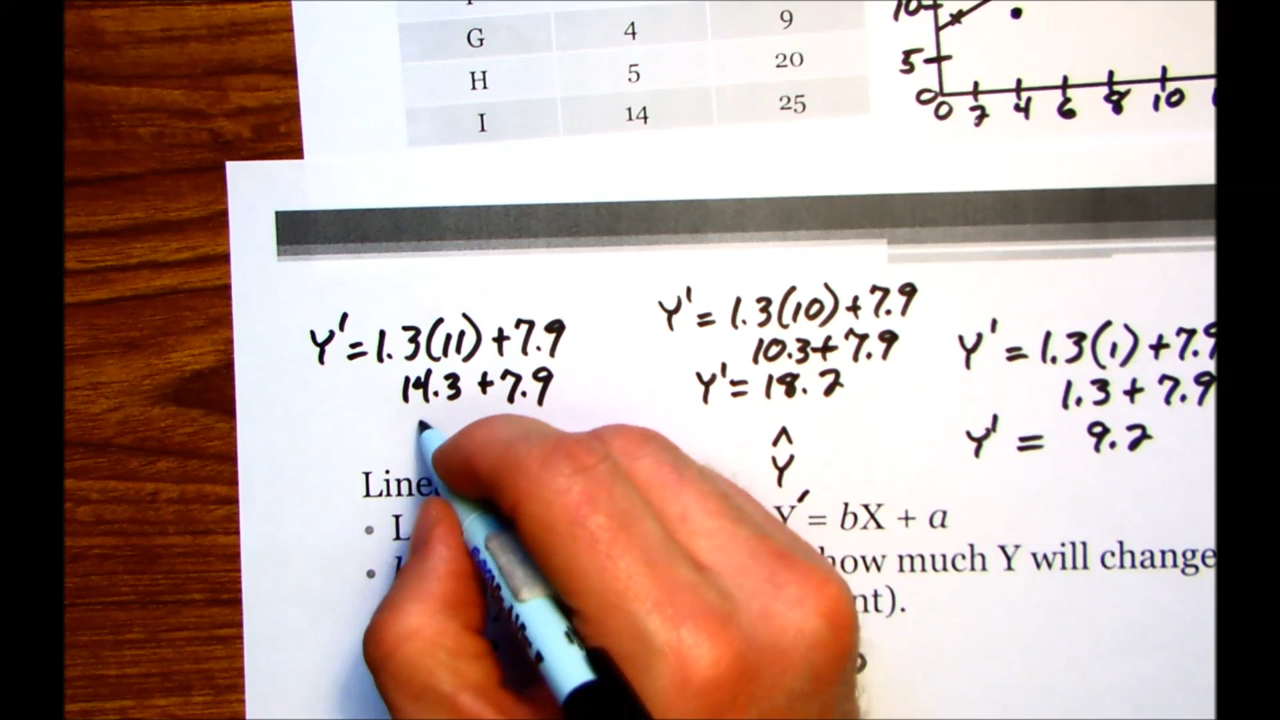 G 4 9
H 5 20
I 14 25
10
5
0
0 2 4 6 8 10
Y' = 1.3(11) + 7.9
14.3 + 7.9
Y' = 1.3(10) + 7.9
10.3 + 7.9
Y' = 18.2
Y' = 1.3(1) + 7.9
1.3 + 7.9
Y' = 9.2
^
Y
Y' = bX + a
how much Y will change